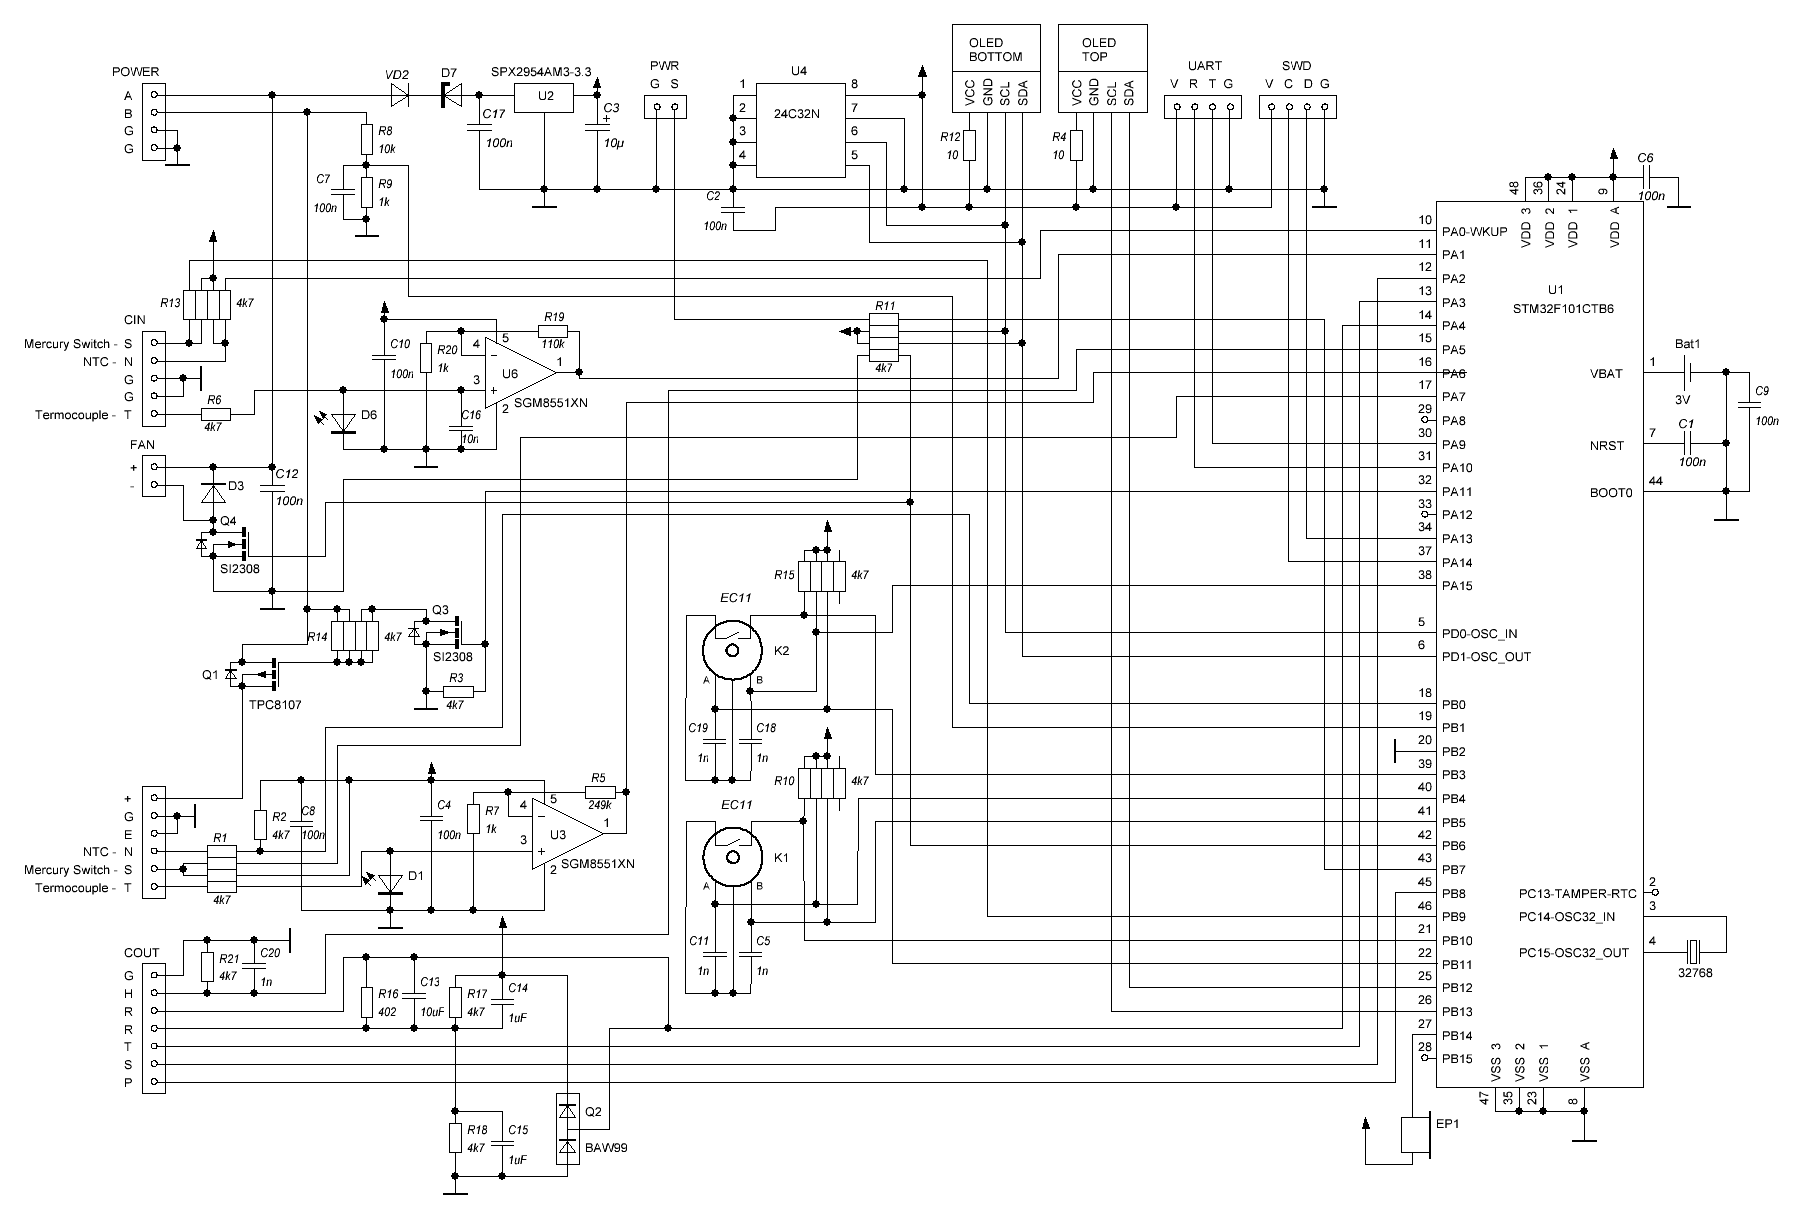 POWER
A
B
G
G
VD2
D7
SPX2954AM3-3.3
U2
C17
100n
C3
+
10µ
R8
10k
R9
1k
C7
100n
PWR
G S
U4
24C32N
1
2
3
4
8
7
6
5
C2
100n
OLED
BOTTOM
VCC
GND
SCL
SDA
R12
10
OLED
TOP
VCC
GND
SCL
SDA
R4
10
UART
V R T G
SWD
V C D G
C6
100n
48
36
24
9
VDD 3
VDD 2
VDD 1
VDD A
U1
STM32F101CTB6
10
PA0-WKUP
11
PA1
12
PA2
13
PA3
14
PA4
15
PA5
16
PA6
17
PA7
29
PA8
30
PA9
31
PA10
32
PA11
33
PA12
34
PA13
37
PA14
38
PA15
5
PD0-OSC_IN
6
PD1-OSC_OUT
18
PB0
19
PB1
20
PB2
39
PB3
40
PB4
41
PB5
42
PB6
43
PB7
45
PB8
46
PB9
21
PB10
22
PB11
25
PB12
26
PB13
27
PB14
28
PB15
VBAT
1
Bat1
3V
NRST
7
C1
100n
C9
100n
BOOT0
44
PC13-TAMPER-RTC
2
PC14-OSC32_IN
3
PC15-OSC32_OUT
4
32768
VSS 3
VSS 2
VSS 1
VSS A
47
35
23
8
EP1
R13
4k7
CIN
Mercury Switch - S
NTC - N
G
G
Termocouple - T
R6
4k7
D6
C10
100n
R20
1k
R19
110k
4
5
3
1
2
−
+
U6
SGM8551XN
C16
10n
R11
4k7
FAN
+
-
D3
C12
100n
Q4
SI2308
R14
4k7
Q3
SI2308
R3
4k7
Q1
TPC8107
R15
4k7
EC11
K2
A
B
C19
1n
C18
1n
R10
4k7
EC11
K1
A
B
C11
1n
C5
1n
+
G
E
NTC - N
Mercury Switch - S
Termocouple - T
R1
4k7
R2
4k7
C8
100n
C4
100n
R7
1k
R5
249k
4
5
3
1
2
−
+
U3
SGM8551XN
D1
COUT
G
H
R
R
T
S
P
R21
4k7
C20
1n
R16
402
C13
10uF
R17
4k7
C14
1uF
R18
4k7
C15
1uF
Q2
BAW99